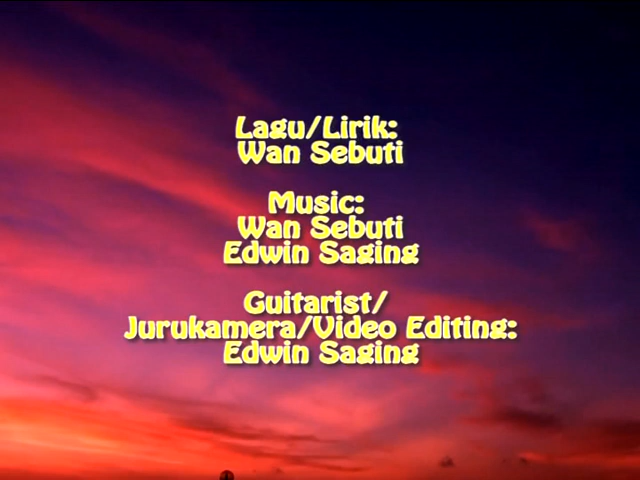 Lagu/Lirik:
Wan Sebuti
Music:
Wan Sebuti
Edwin Saging
Guitarist/
Jurukamera/Video Editing:
Edwin Saging